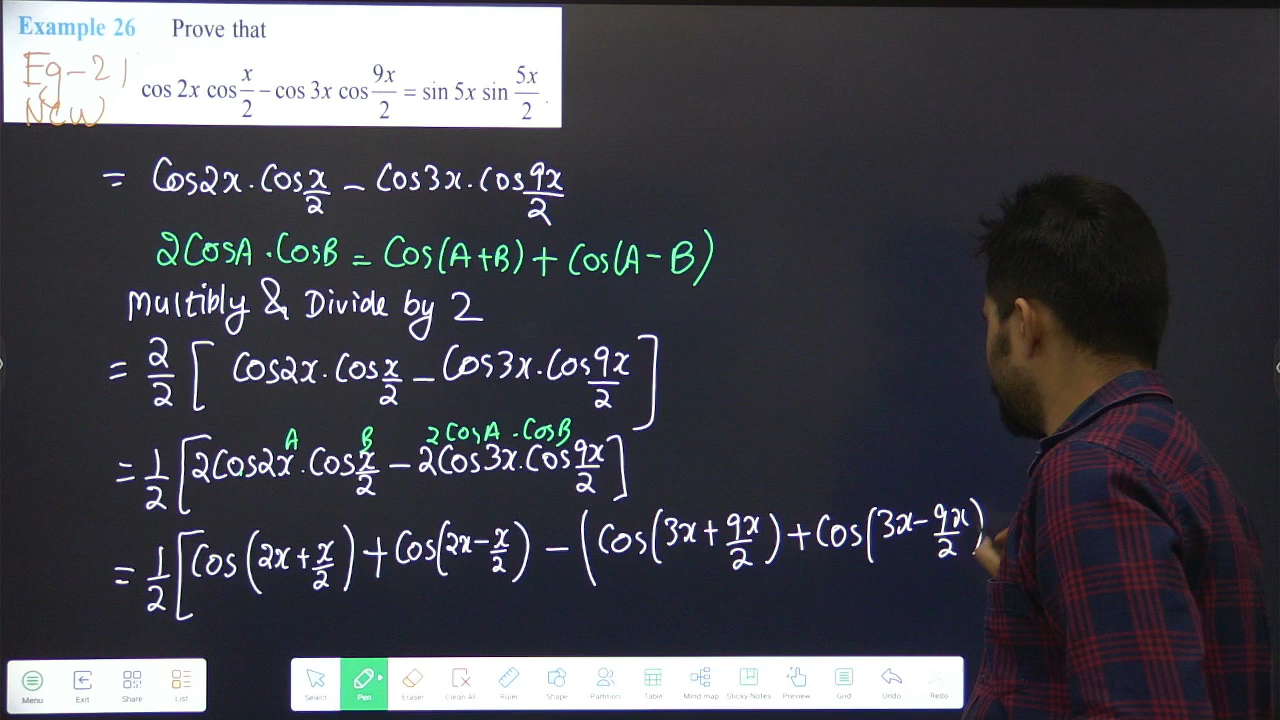 Example 26 Prove that
Eg-21
New
cos 2x cos x/2 − cos 3x cos 9x/2 = sin 5x sin 5x/2.
= Cos2x . Cos x/2 − Cos3x . Cos 9x/2
2CosA . CosB = Cos(A+B) + Cos(A−B)
Multibly & Divide by 2
= 2/2 [ Cos2x . Cos x/2 − Cos3x . Cos 9x/2 ]
A B 2CosA . CosB
= 1/2 [2Cos2x . Cos x/2 − 2Cos3x . Cos 9x/2]
= 1/2 [Cos(2x + x/2) + Cos(2x − x/2) − (Cos(3x + 9x/2) + Cos(3x − 9x/2)
Menu Exit Share List Select Pen Eraser Clean All Ruler Shape Partition Table Mind map Sticky Notes Preview Grid Undo Redo